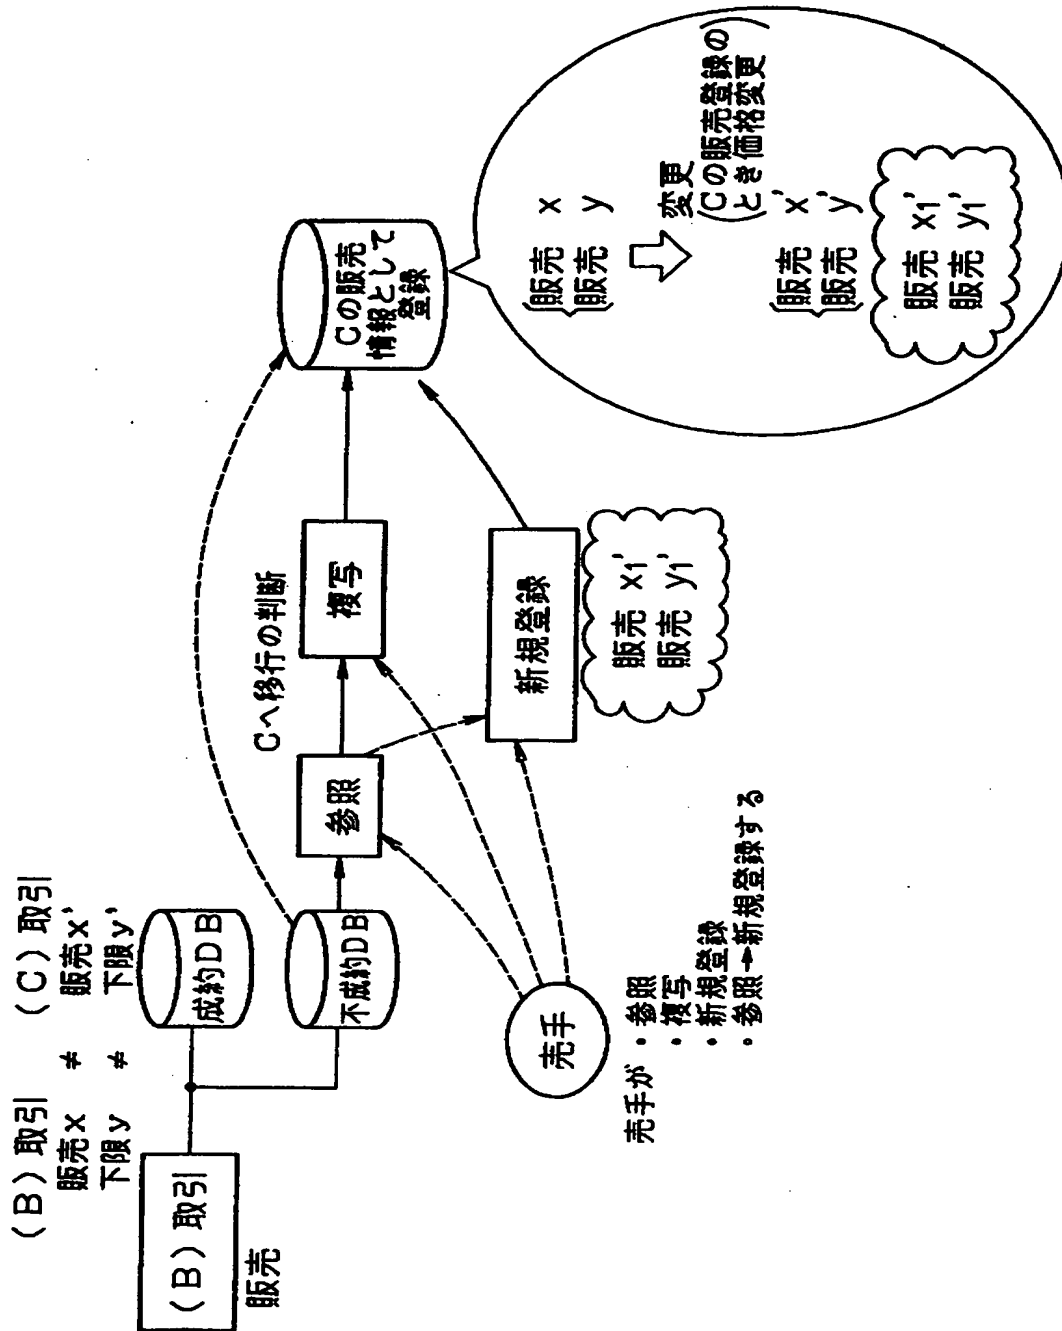 (B)取引　(C)取引
販売x　≠　販売x'
下限y　≠　下限y'
(B)取引
販売
成約DB
不成約DB
参照
Cへ移行の判断
複写
Cの販売
情報として
登録
新規登録
販売 x1'
販売 y1'
売手
売手が・参照
・複写
・新規登録
・参照→新規登録する
販売 x
販売 y
変更
(Cの販売登録の
とき価格変更)
販売 x'
販売 y'
販売 x1'
販売 y1'